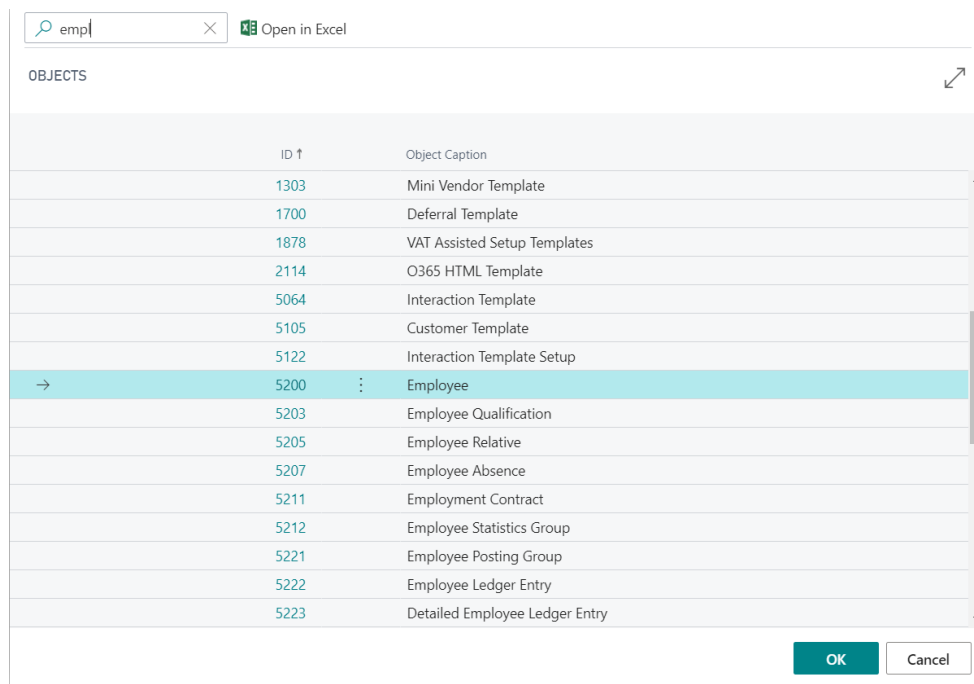 empl Open in Excel
OBJECTS
ID ↑ Object Caption
1303 Mini Vendor Template
1700 Deferral Template
1878 VAT Assisted Setup Templates
2114 O365 HTML Template
5064 Interaction Template
5105 Customer Template
5122 Interaction Template Setup
5200 Employee
5203 Employee Qualification
5205 Employee Relative
5207 Employee Absence
5211 Employment Contract
5212 Employee Statistics Group
5221 Employee Posting Group
5222 Employee Ledger Entry
5223 Detailed Employee Ledger Entry
OK Cancel